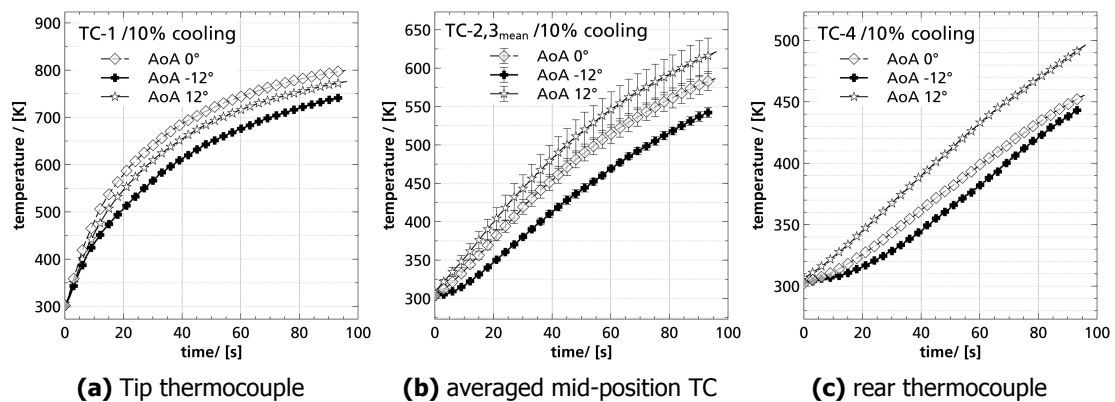 TC-1 /10% cooling
AoA 0°
AoA -12°
AoA 12°
temperature / [K]
900
800
700
600
500
400
300
0 20 40 60 80 100
time/ [s]
(a) Tip thermocouple
TC-2,3mean /10% cooling
AoA 0°
AoA -12°
AoA 12°
temperature / [K]
650
600
550
500
450
400
350
300
0 20 40 60 80 100
time/ [s]
(b) averaged mid-position TC
TC-4 /10% cooling
AoA 0°
AoA -12°
AoA 12°
temperature / [K]
500
450
400
350
300
0 20 40 60 80 100
time/ [s]
(c) rear thermocouple